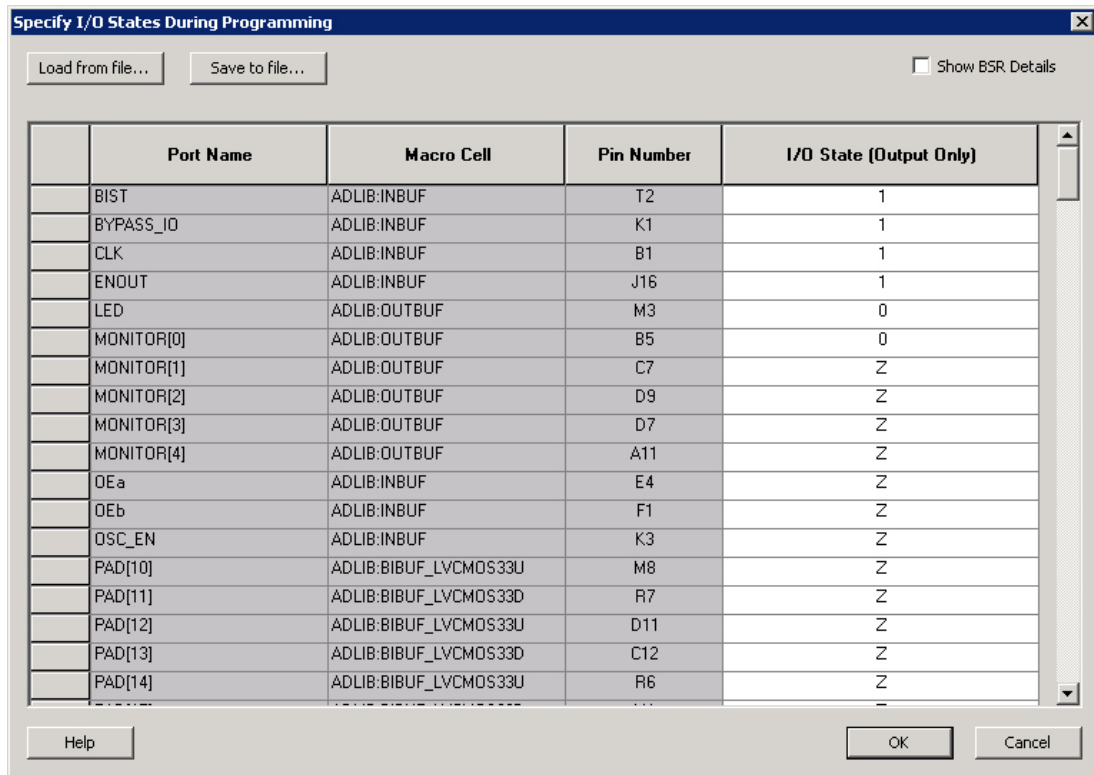 Specify I/O States During Programming
Load from file... Save to file... Show BSR Details
Port Name Macro Cell Pin Number I/O State (Output Only)
BIST ADLIB:INBUF T2 1
BYPASS_IO ADLIB:INBUF K1 1
CLK ADLIB:INBUF B1 1
ENOUT ADLIB:INBUF J16 1
LED ADLIB:OUTBUF M3 0
MONITOR[0] ADLIB:OUTBUF B5 0
MONITOR[1] ADLIB:OUTBUF C7 Z
MONITOR[2] ADLIB:OUTBUF D9 Z
MONITOR[3] ADLIB:OUTBUF D7 Z
MONITOR[4] ADLIB:OUTBUF A11 Z
OEa ADLIB:INBUF E4 Z
OEb ADLIB:INBUF F1 Z
OSC_EN ADLIB:INBUF K3 Z
PAD[10] ADLIB:BIBUF_LVCMOS33U M8 Z
PAD[11] ADLIB:BIBUF_LVCMOS33D R7 Z
PAD[12] ADLIB:BIBUF_LVCMOS33U D11 Z
PAD[13] ADLIB:BIBUF_LVCMOS33D C12 Z
PAD[14] ADLIB:BIBUF_LVCMOS33U R6 Z
Help OK Cancel